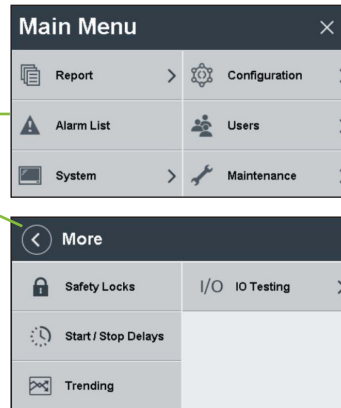 Main Menu
Report
Configuration
Alarm List
Users
System
Maintenance
More
Safety Locks
I/O IO Testing
Start / Stop Delays
Trending